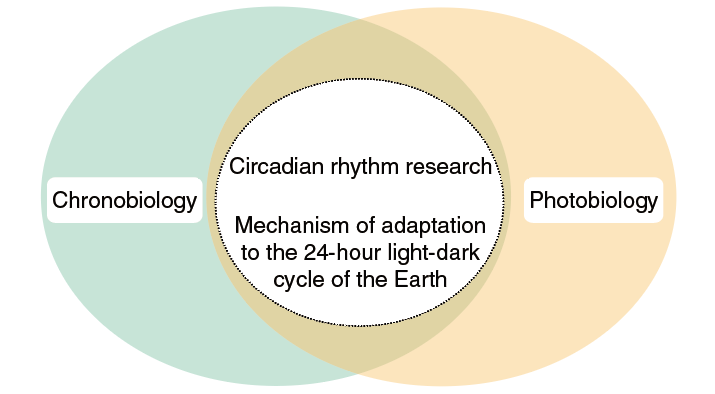 Circadian rhythm research
Chronobiology
Photobiology
Mechanism of adaptation
to the 24-hour light-dark
cycle of the Earth